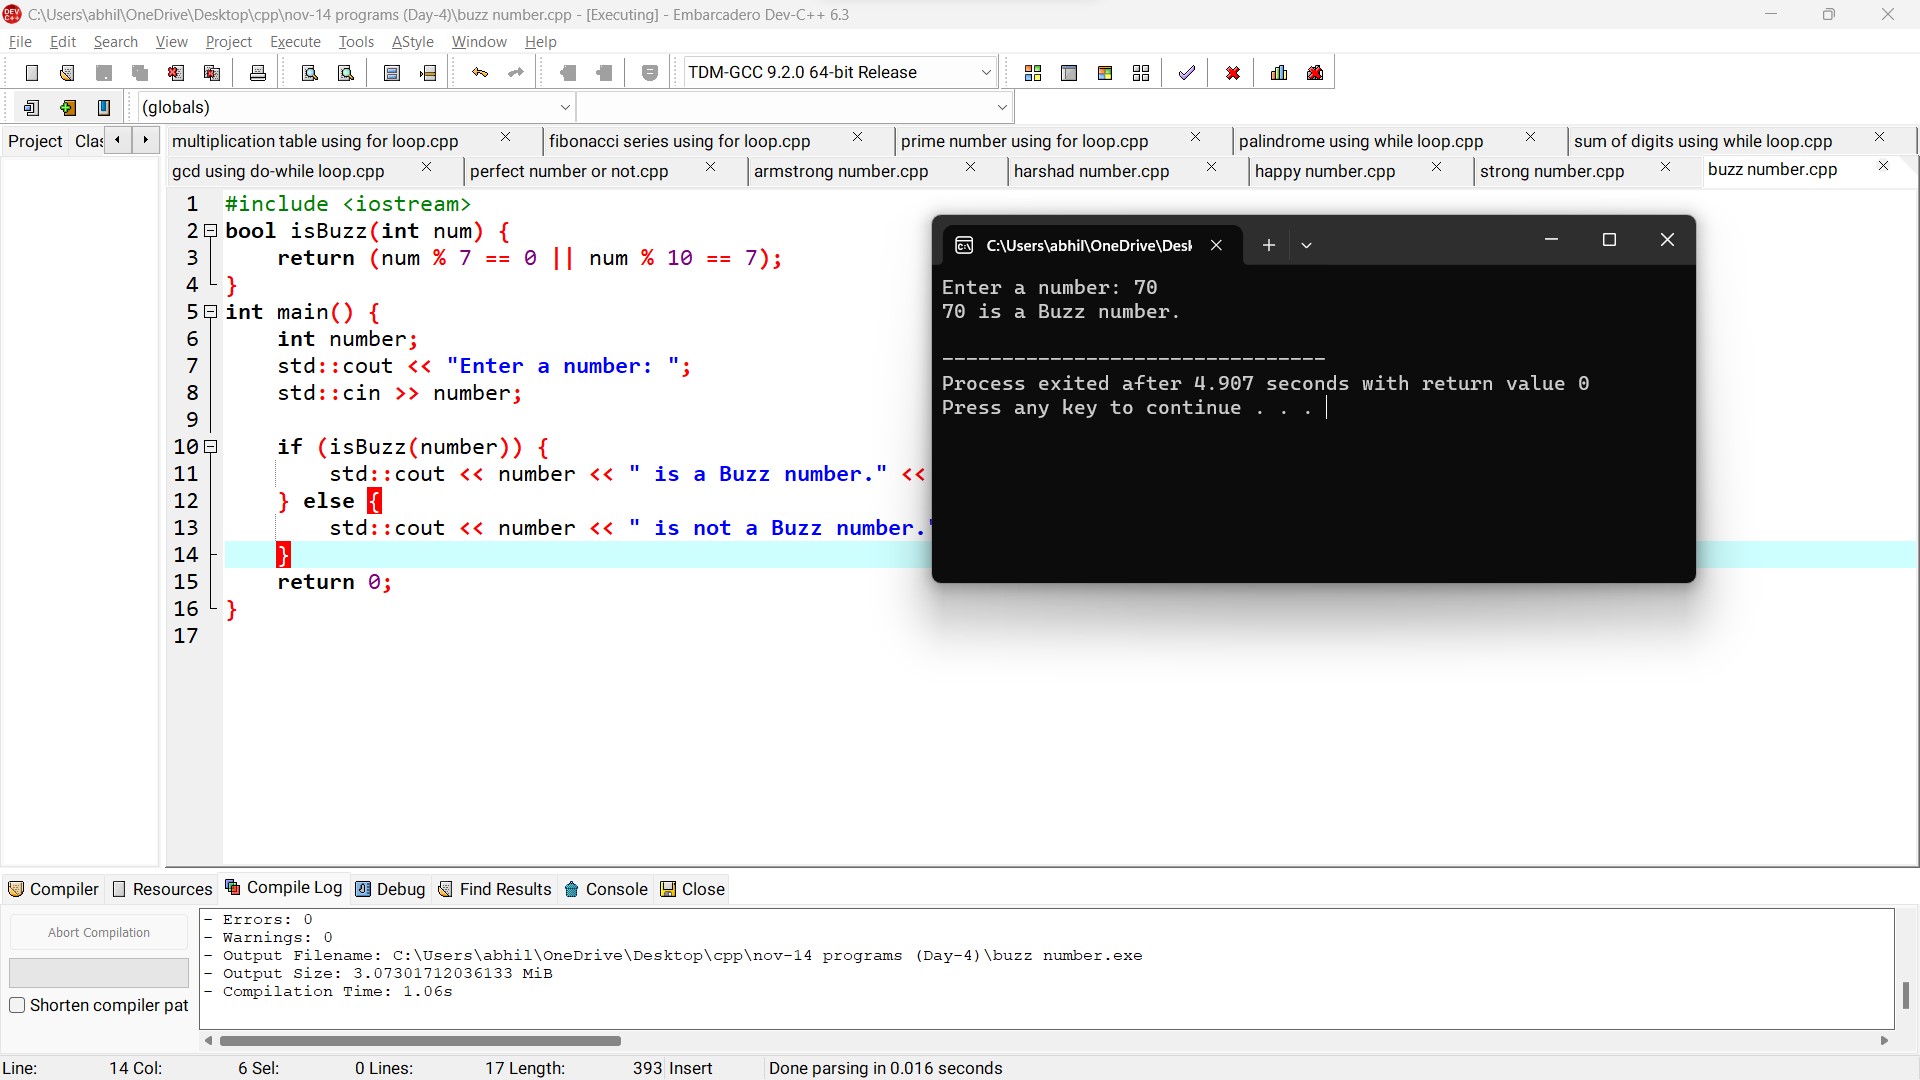 C:\Users\abhil\OneDrive\Desktop\cpp\nov-14 programs (Day-4)\buzz number.cpp - [Executing] - Embarcadero Dev-C++ 6.3
File Edit Search View Project Execute Tools AStyle Window Help
TDM-GCC 9.2.0 64-bit Release
(globals)
Project Clas
multiplication table using for loop.cpp fibonacci series using for loop.cpp prime number using for loop.cpp palindrome using while loop.cpp sum of digits using while loop.cpp
gcd using do-while loop.cpp perfect number or not.cpp armstrong number.cpp harshad number.cpp happy number.cpp strong number.cpp buzz number.cpp
1 #include <iostream>
2 bool isBuzz(int num) {
3 return (num % 7 == 0 || num % 10 == 7);
4 }
5 int main() {
6 int number;
7 std::cout << "Enter a number: ";
8 std::cin >> number;
9
10 if (isBuzz(number)) {
11 std::cout << number << " is a Buzz number." <<
12 } else {
13 std::cout << number << " is not a Buzz number."
14 }
15 return 0;
16 }
17
C:\Users\abhil\OneDrive\Desk
Enter a number: 70
70 is a Buzz number.
--------------------------------
Process exited after 4.907 seconds with return value 0
Press any key to continue . . .
Compiler Resources Compile Log Debug Find Results Console Close
Abort Compilation
Shorten compiler pat
- Errors: 0
- Warnings: 0
- Output Filename: C:\Users\abhil\OneDrive\Desktop\cpp\nov-14 programs (Day-4)\buzz number.exe
- Output Size: 3.07301712036133 MiB
- Compilation Time: 1.06s
Line: 14 Col: 6 Sel: 0 Lines: 17 Length: 393 Insert Done parsing in 0.016 seconds